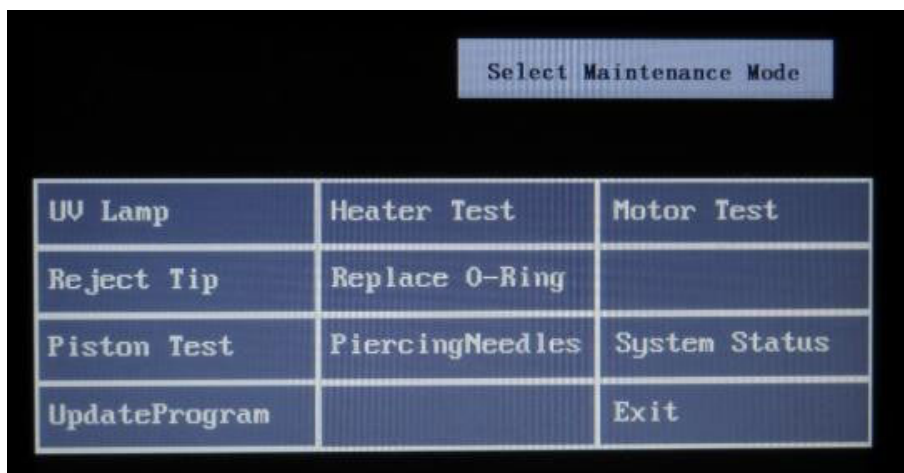 Select Maintenance Mode
UV Lamp Heater Test Motor Test
Reject Tip Replace O-Ring
Piston Test PiercingNeedles System Status
UpdateProgram Exit